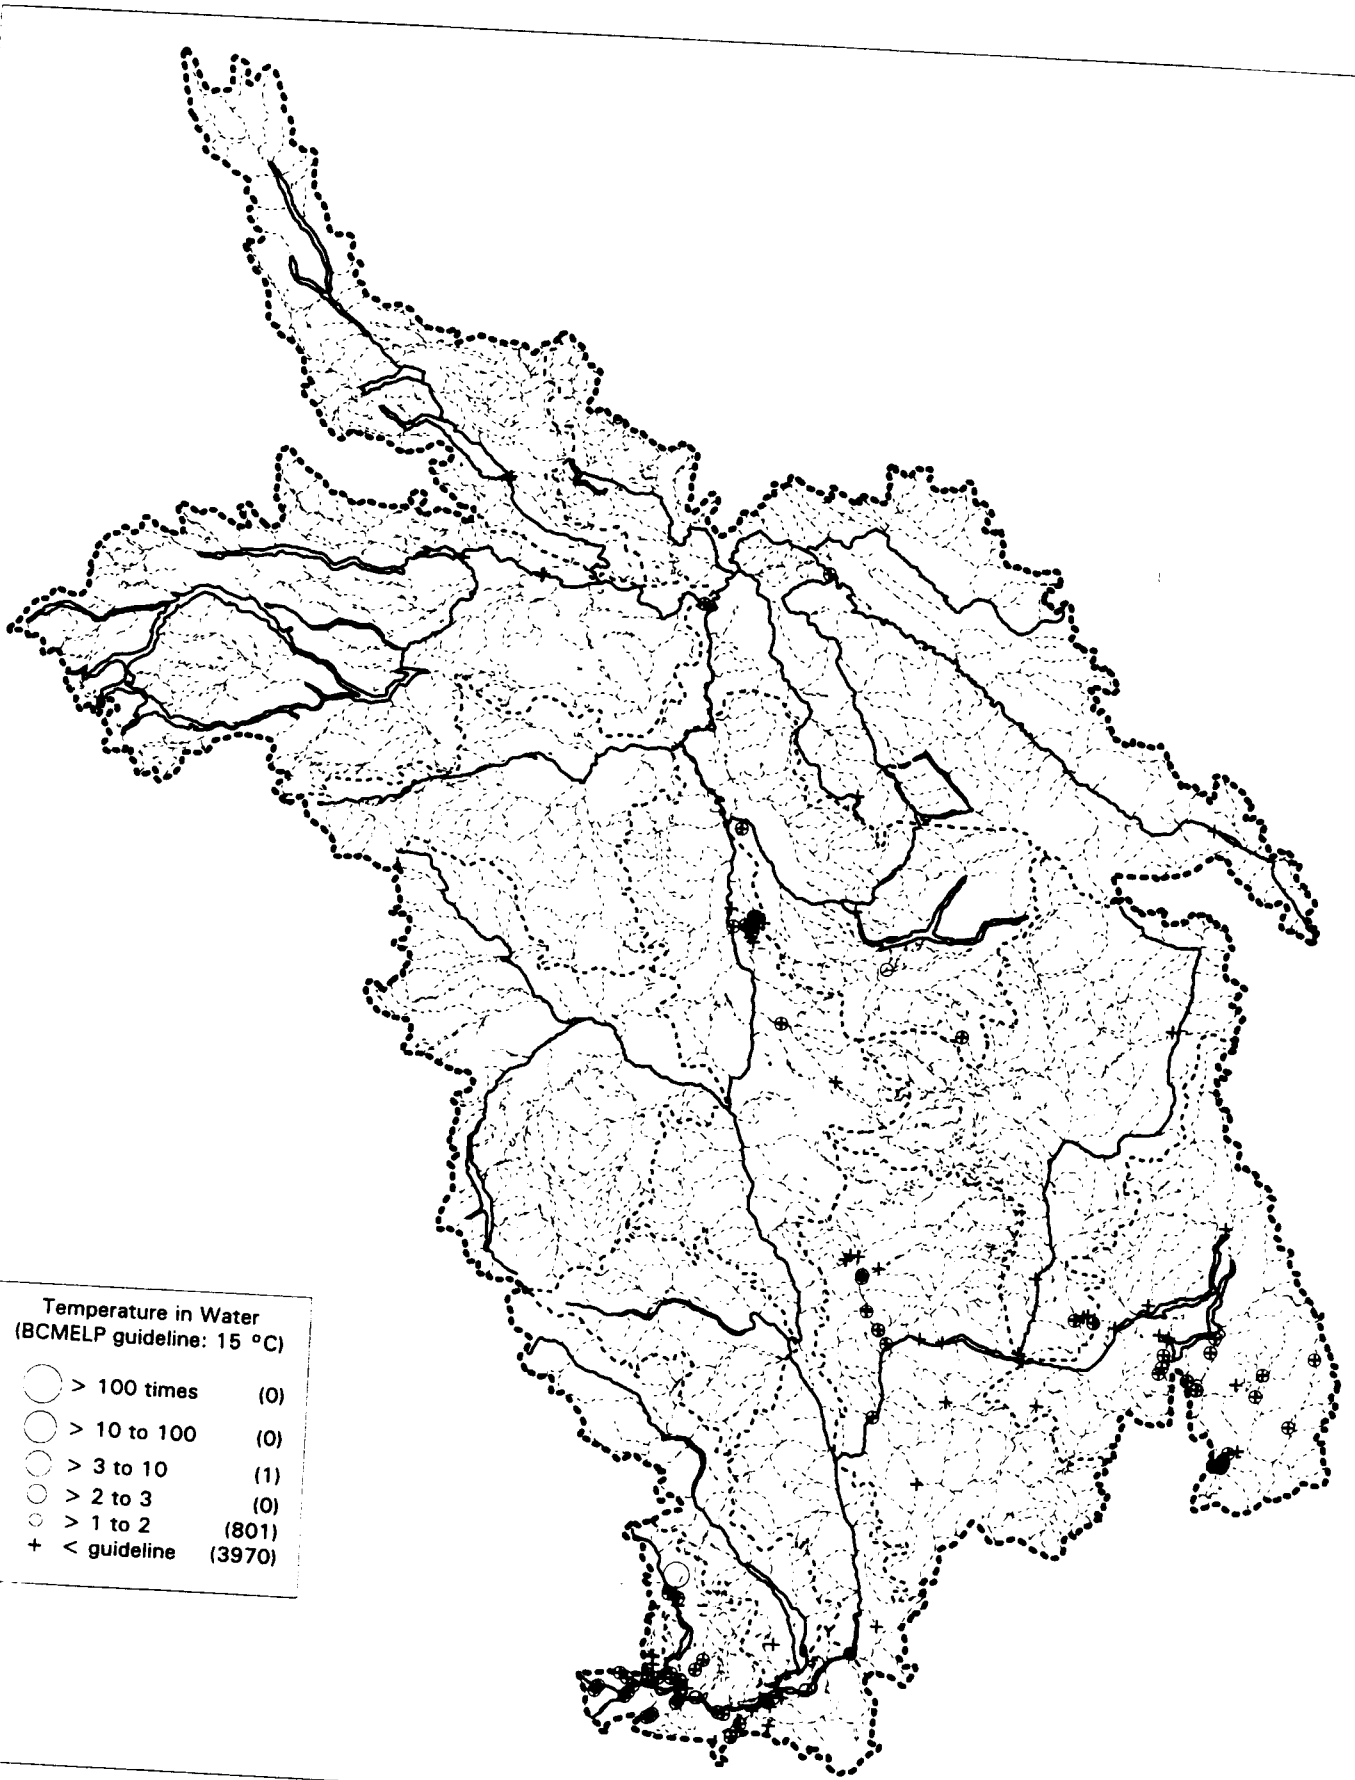 Temperature in Water
(BCMELP guideline: 15 °C)
> 100 times (0)
> 10 to 100 (0)
> 3 to 10 (1)
> 2 to 3 (0)
> 1 to 2 (801)
+ < guideline (3970)